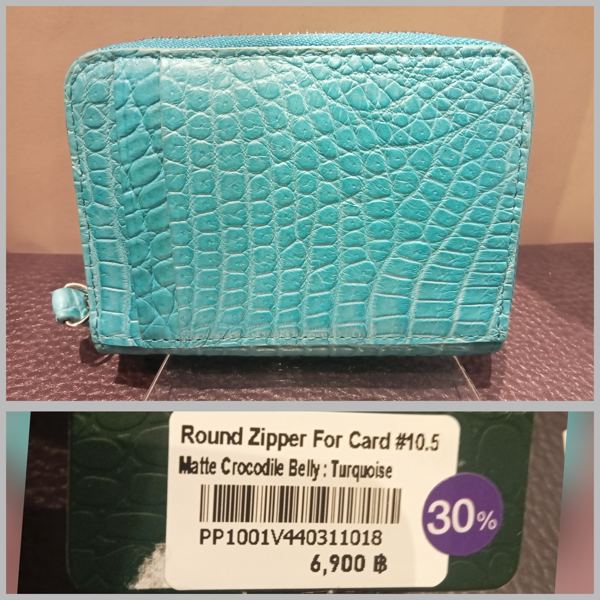 Round Zipper For Card #10.5
Matte Crocodile Belly : Turquoise
PP1001V440311018
6,900 ฿
30%